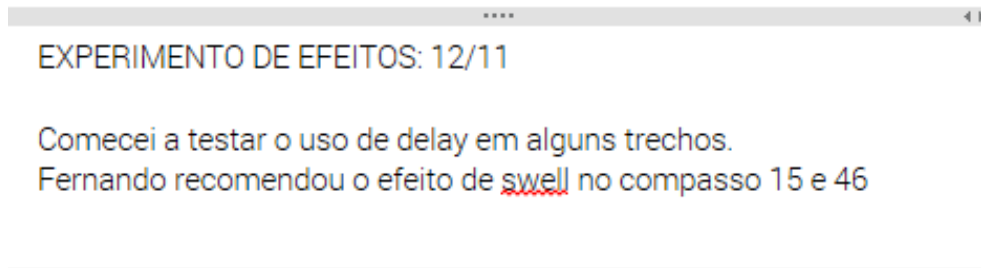 EXPERIMENTO DE EFEITOS: 12/11
Comecei a testar o uso de delay em alguns trechos.
Fernando recomendou o efeito de swell no compasso 15 e 46